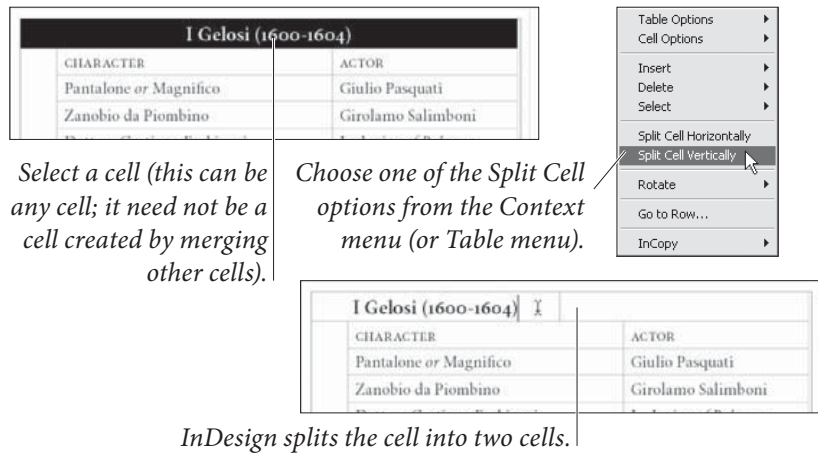 I Gelosi (1600-1604)
CHARACTER ACTOR
Pantalone or Magnifico Giulio Pasquati
Zanobio da Piombino Girolamo Salimboni
Table Options
Cell Options
Insert
Delete
Select
Split Cell Horizontally
Split Cell Vertically
Rotate
Go to Row...
InCopy
Select a cell (this can be
any cell; it need not be a
cell created by merging
other cells).
Choose one of the Split Cell
options from the Context
menu (or Table menu).
I Gelosi (1600-1604)
CHARACTER ACTOR
Pantalone or Magnifico Giulio Pasquati
Zanobio da Piombino Girolamo Salimboni
InDesign splits the cell into two cells.